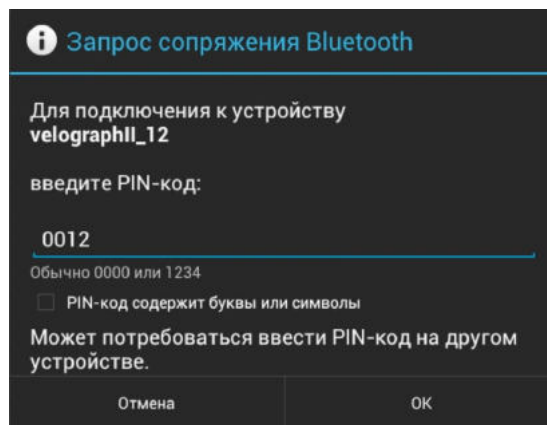 Запрос сопряжения Bluetooth
Для подключения к устройству
velographII_12
введите PIN-код:
0012
Обычно 0000 или 1234
PIN-код содержит буквы или символы
Может потребоваться ввести PIN-код на другом
устройстве.
Отмена
ОК